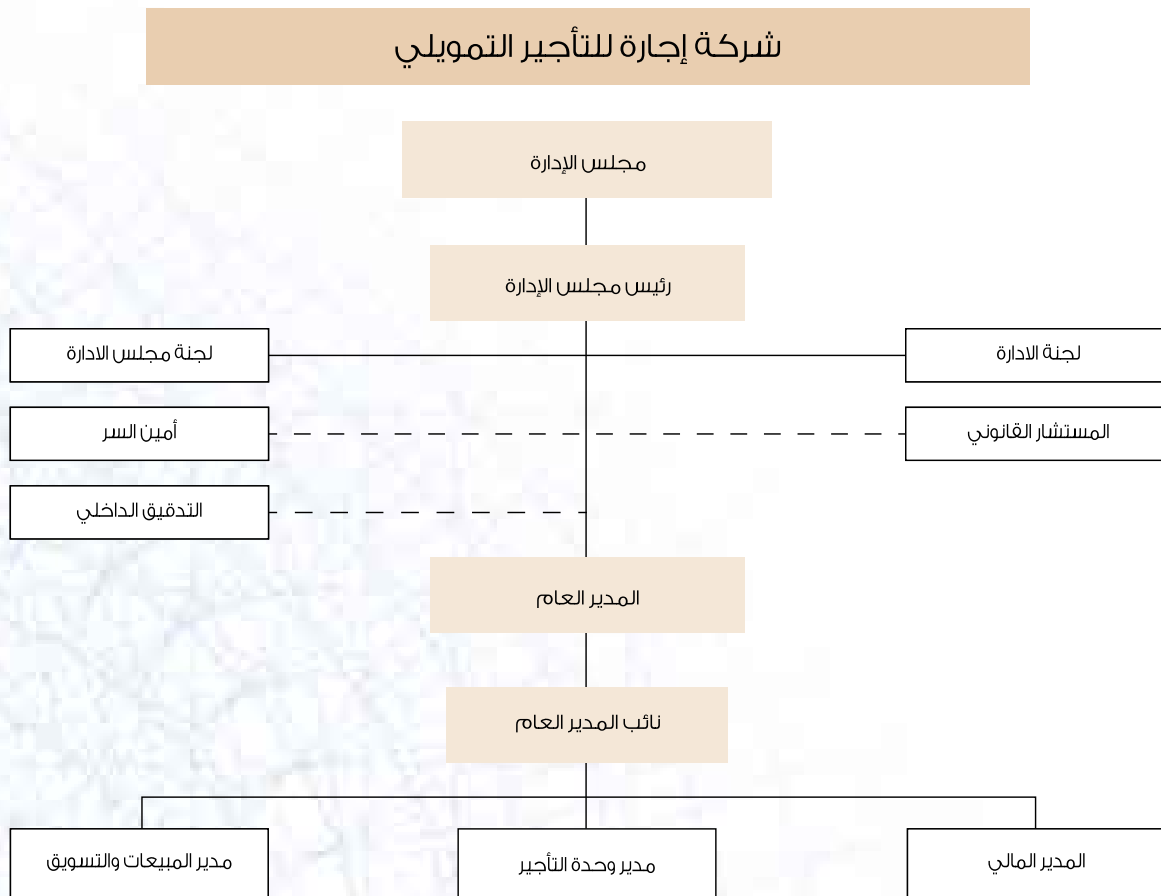 شركة إجارة للتأجير التمويلي
مجلس الإدارة
رئيس مجلس الإدارة
لجنة الادارة
لجنة مجلس الادارة
المستشار القانوني
أمين السر
التدقيق الداخلي
المدير العام
نائب المدير العام
المدير المالي
مدير وحدة التأجير
مدير المبيعات والتسويق